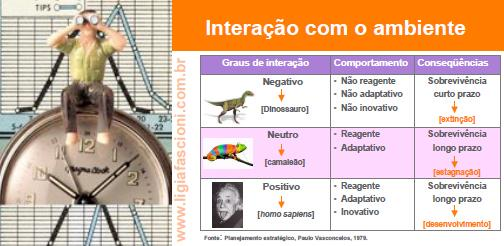 TIPS
www.ligiafascioni.com.br
Interação com o ambiente
Graus de interação
Comportamento
Conseqüências
Negativo
[Dinossauro]
- Não reagente
- Não adaptativo
- Não inovativo
Sobrevivência
curto prazo
[extinção]
Neutro
[camaleão]
- Reagente
- Adaptativo
Sobrevivência
longo prazo
[estagnação]
Positivo
[homo sapiens]
- Reagente
- Adaptativo
- Inovativo
Sobrevivência
longo prazo
[desenvolvimento]
Fonte: Planejamento estratégico, Paulo Vasconcelos, 1979.